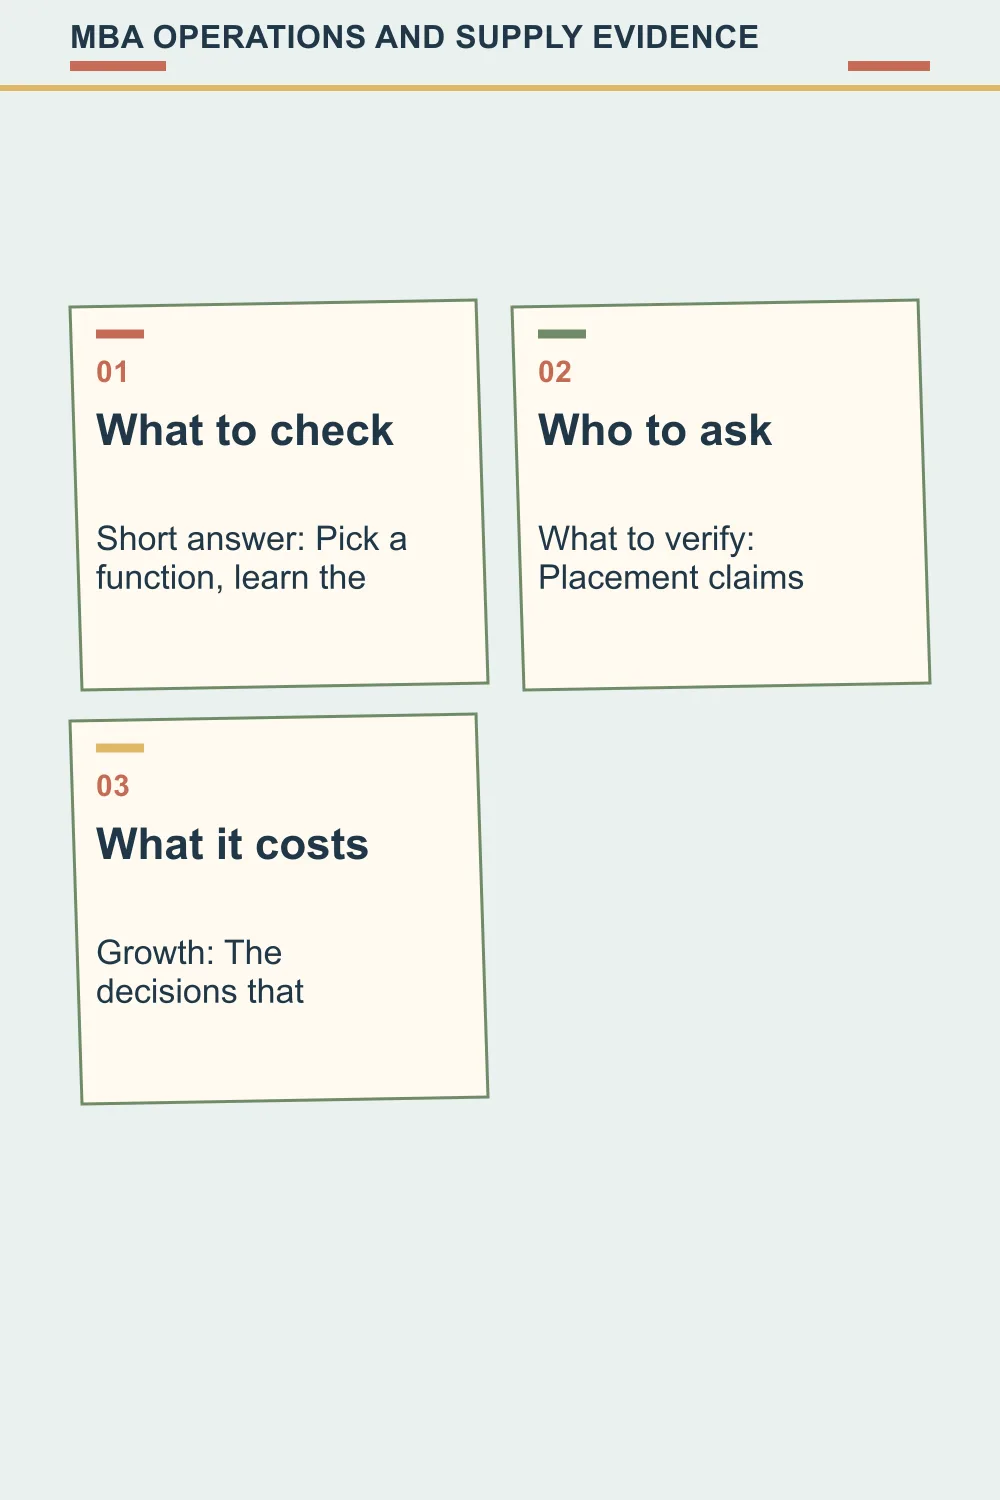 MBA OPERATIONS AND SUPPLY EVIDENCE
01
What to check
Short answer: Pick a
function, learn the
02
Who to ask
What to verify:
Placement claims
03
What it costs
Growth: The
decisions that